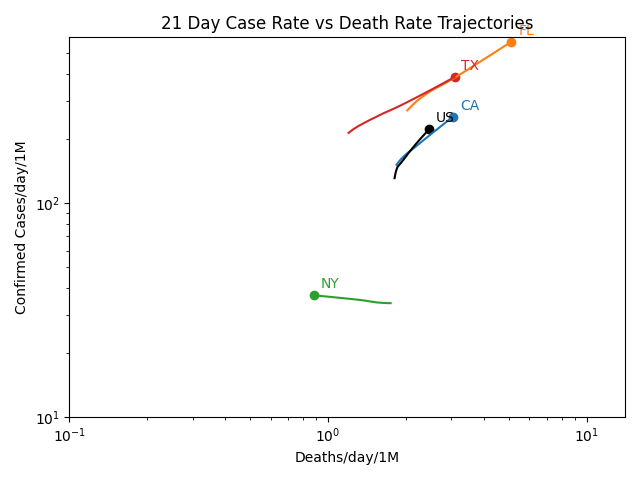 21 Day Case Rate vs Death Rate Trajectories
FL
TX
CA
US
NY
10²
10¹
10⁻¹
10⁰
10¹
Confirmed Cases/day/1M
Deaths/day/1M